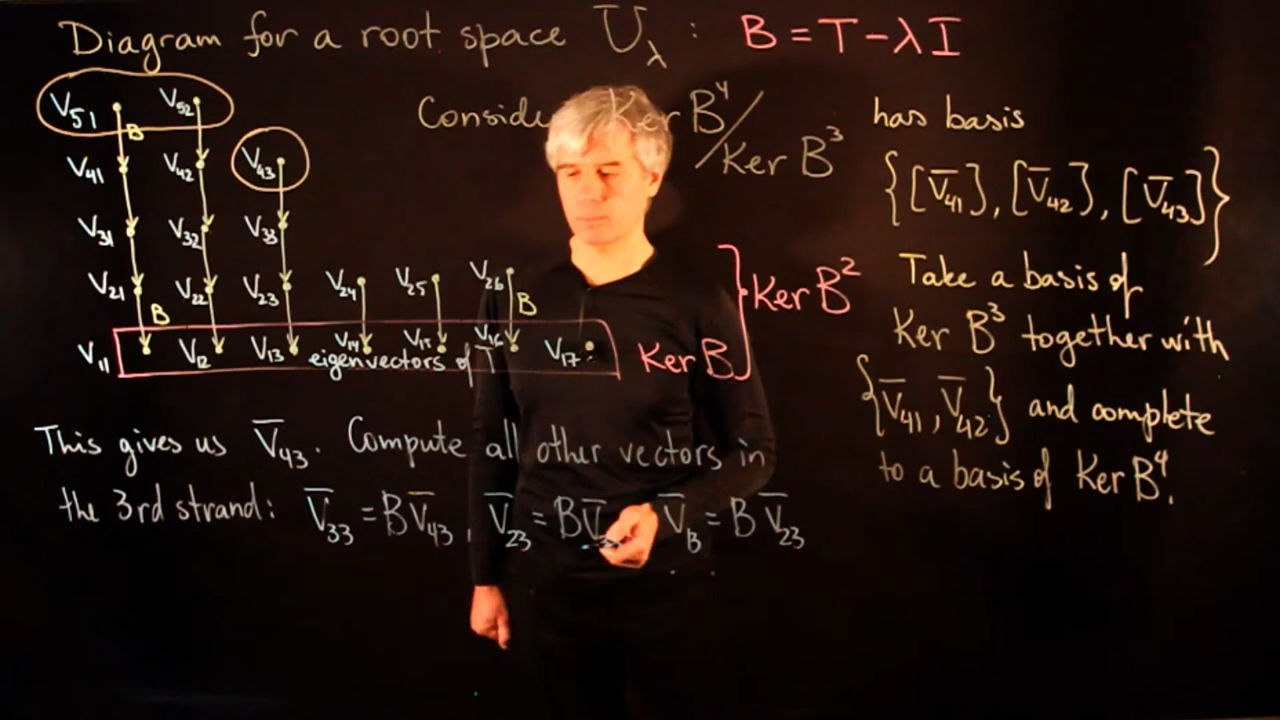 Diagram for a root space U̅_λ : B = T - λI
V₅₁ V₅₂
B
V₄₁ V₄₂ V₄₃
V₃₁ V₃₂ V₃₃
V₂₁ V₂₂ V₂₃ V₂₄ V₂₅ V₂₆
B B
V₁₁ V₁₂ V₁₃ V₁₄ V₁₅ V₁₆ V₁₇
eigenvectors of T
Ker B
Ker B²
Ker B⁴ / Ker B³
has basis
{[V̅₄₁], [V̅₄₂], [V̅₄₃]}
Take a basis of
Ker B³ together with
{V̅₄₁, V̅₄₂} and complete
to a basis of Ker B⁴.
This gives us V̅₄₃. Compute all other vectors in
the 3rd strand: V̅₃₃ = BV̅₄₃, V̅₂₃ = BV̅ V̅₁₃ = B V̅₂₃